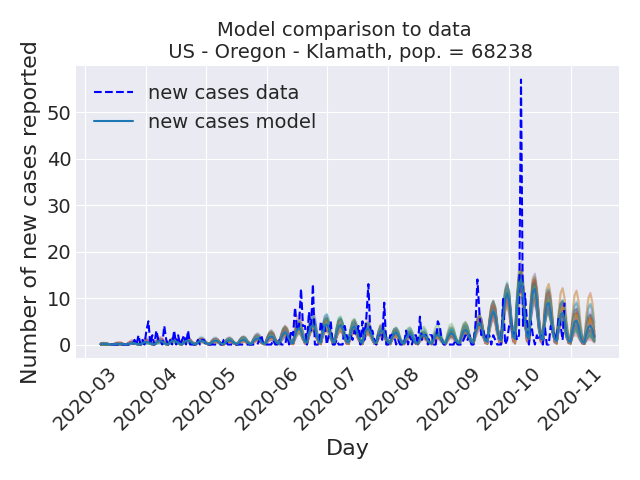 Model comparison to data
US - Oregon - Klamath, pop. = 68238
Number of new cases reported
50
40
30
20
10
0
new cases data
new cases model
2020-03
2020-04
2020-05
2020-06
2020-07
2020-08
2020-09
2020-10
2020-11
Day